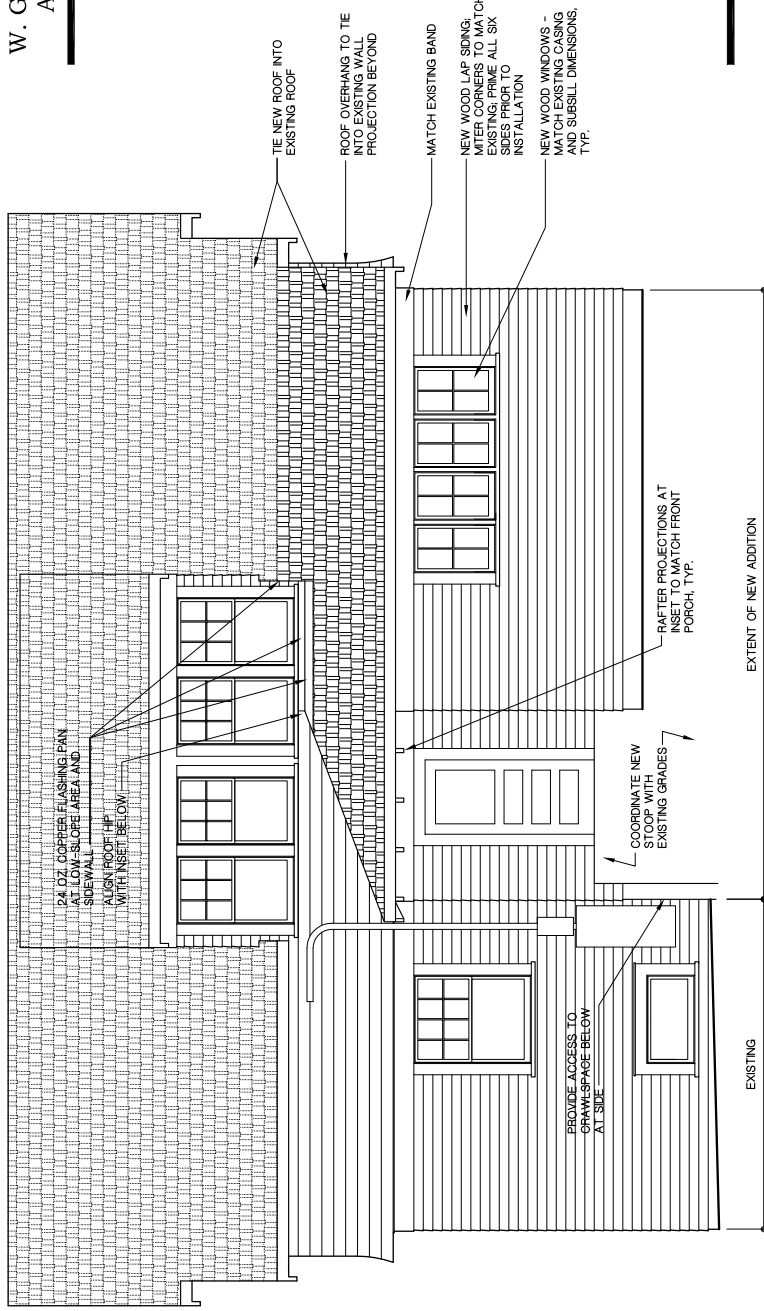 W. G
A
24 OZ. COPPER FLASHING PAN
AT LOW-SLOPE AREA AND
SIDEWALL
ALIGN ROOF HIP
WITH INSET BELOW
TIE NEW ROOF INTO
EXISTING ROOF
ROOF OVERHANG TO TIE
INTO EXISTING WALL
PROJECTION BEYOND
MATCH EXISTING BAND
NEW WOOD LAP SIDING;
MITER CORNERS TO MATCH
EXISTING; PRIME ALL SIX
SIDES PRIOR TO
INSTALLATION
NEW WOOD WINDOWS -
MATCH EXISTING CASING
AND SUBSILL DIMENSIONS,
TYP.
RAFTER PROJECTIONS AT
INSET TO MATCH FRONT
PORCH, TYP.
COORDINATE NEW
STOOP WITH
EXISTING GRADES
PROVIDE ACCESS TO
CRAWLSPACE BELOW
AT SIDE
EXISTING
EXTENT OF NEW ADDITION